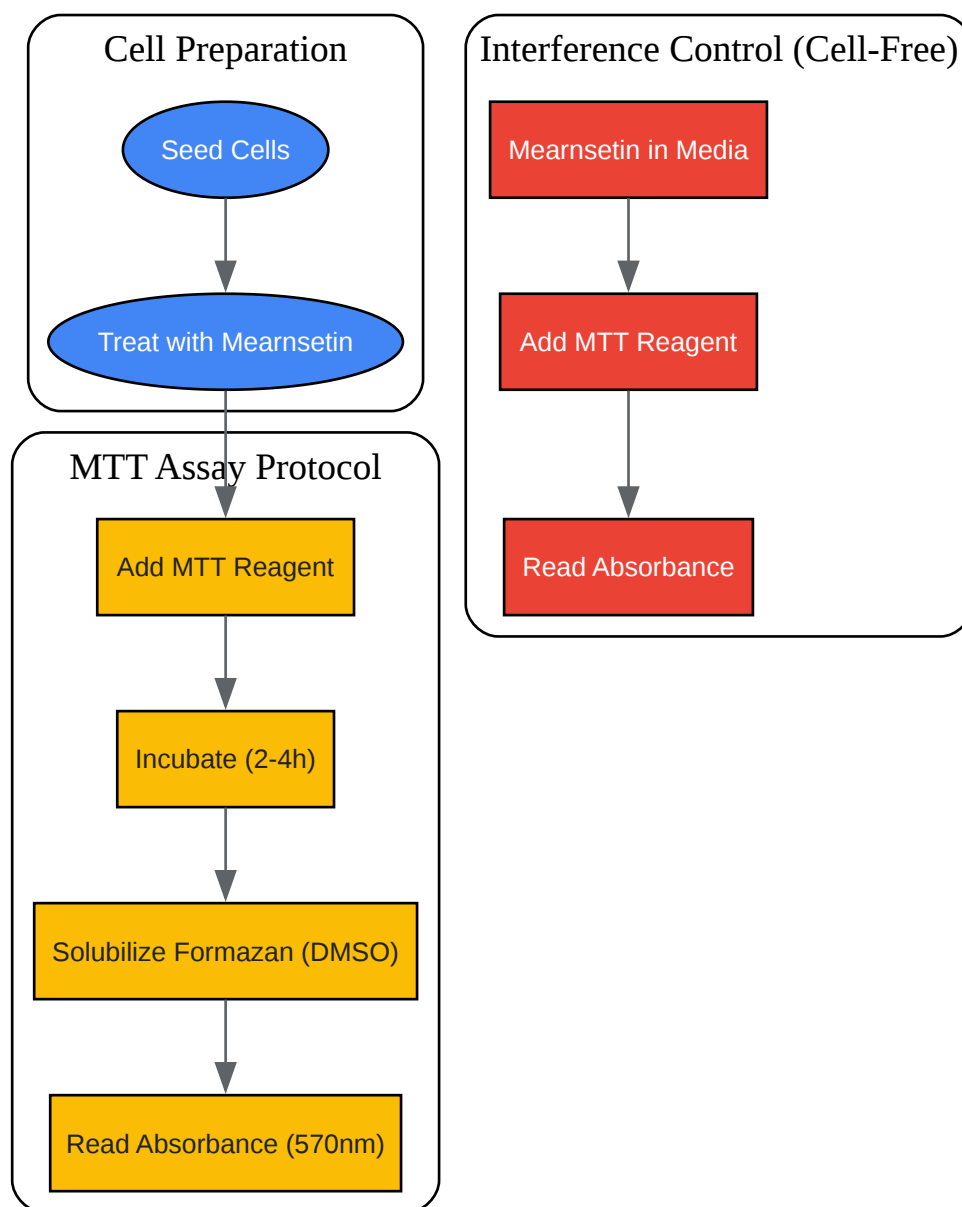 Cell Preparation
Seed Cells
Treat with Mearnsetin
MTT Assay Protocol
Add MTT Reagent
Incubate (2-4h)
Solubilize Formazan (DMSO)
Read Absorbance (570nm)
Interference Control (Cell-Free)
Mearnsetin in Media
Add MTT Reagent
Read Absorbance